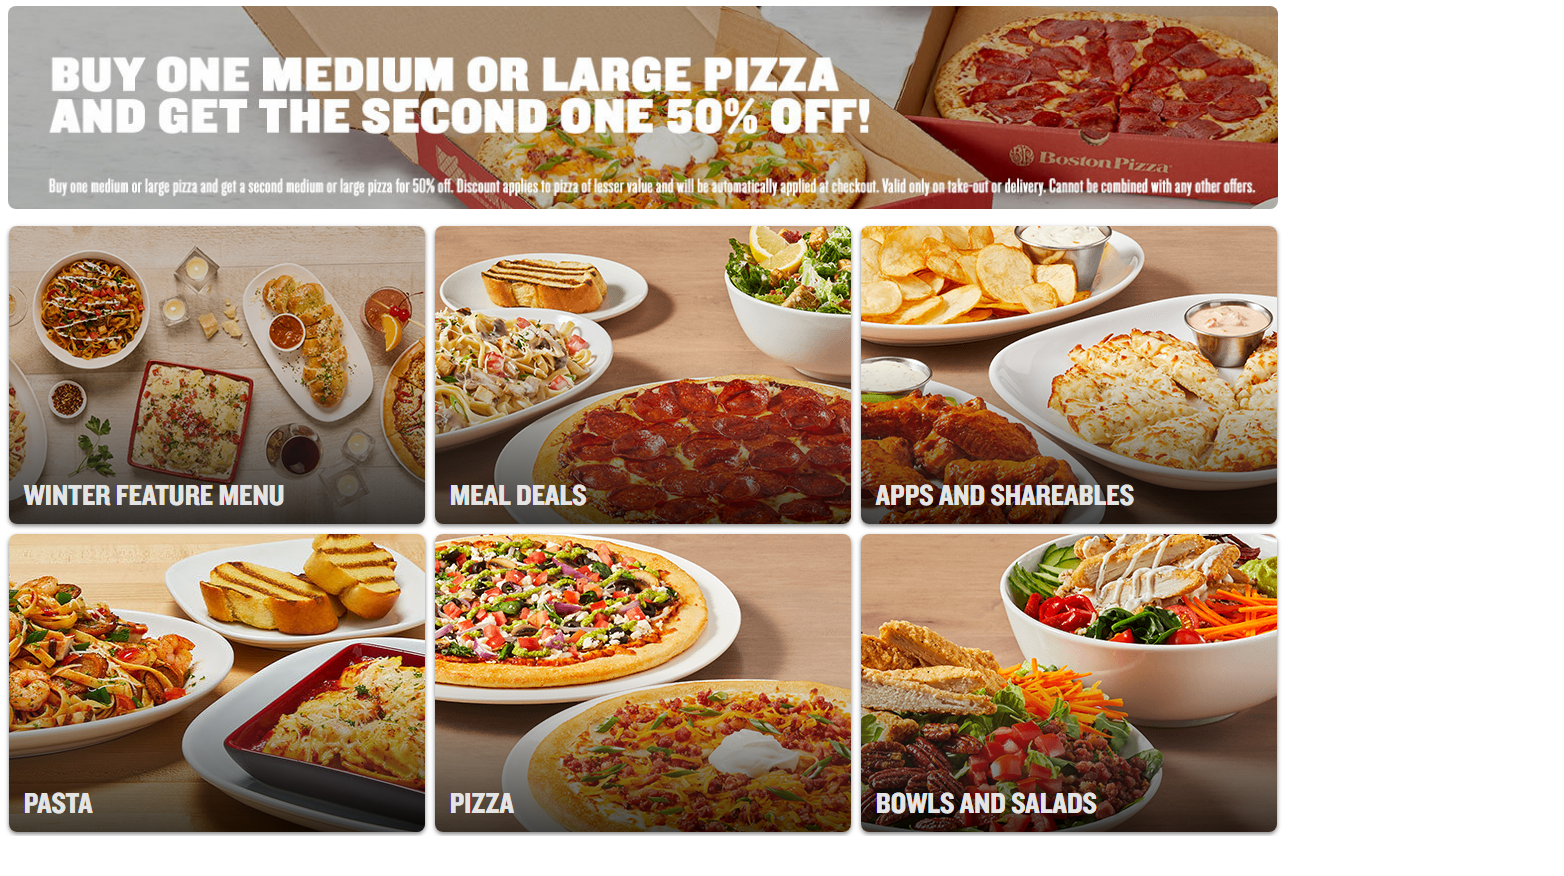 BUY ONE MEDIUM OR LARGE PIZZA
AND GET THE SECOND ONE 50% OFF!
Boston Pizza
Buy one medium or large pizza and get a second medium or large pizza for 50% off. Discount applies to pizza of lesser value and will be automatically applied at checkout. Valid only on take-out or delivery. Cannot be combined with any other offers.
WINTER FEATURE MENU
MEAL DEALS
APPS AND SHAREABLES
PASTA
PIZZA
BOWLS AND SALADS